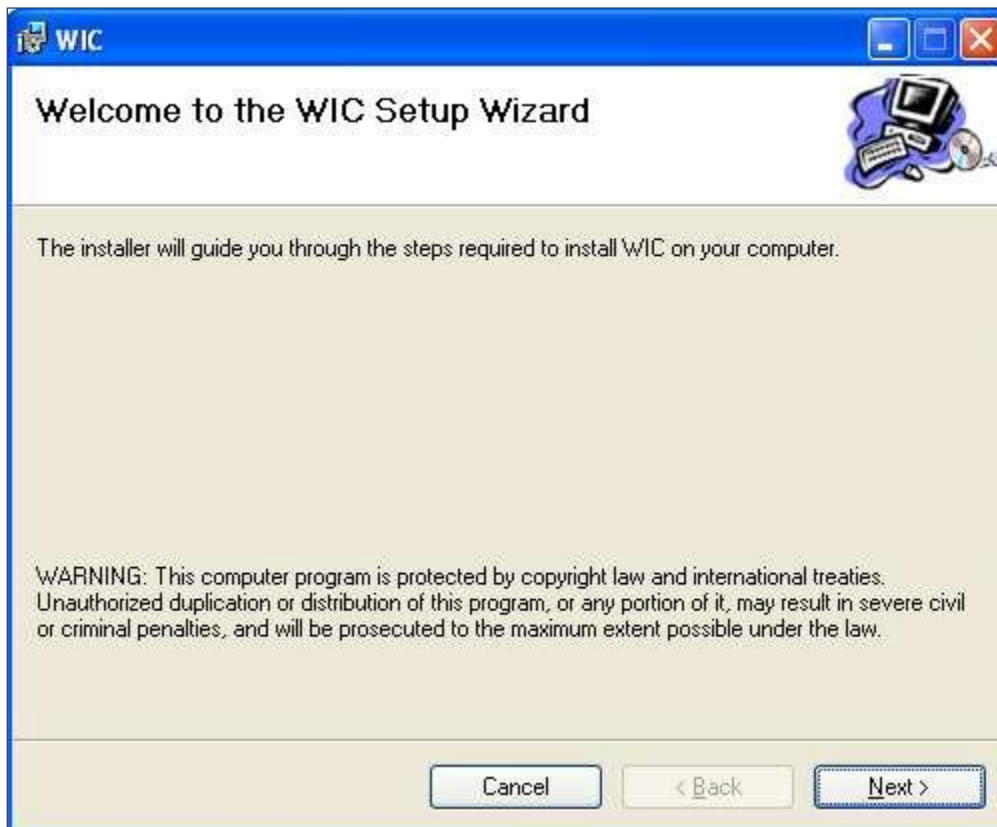 WIC
Welcome to the WIC Setup Wizard
The installer will guide you through the steps required to install WIC on your computer.
WARNING: This computer program is protected by copyright law and international treaties.
Unauthorized duplication or distribution of this program, or any portion of it, may result in severe civil
or criminal penalties, and will be prosecuted to the maximum extent possible under the law.
Cancel
< Back
Next >